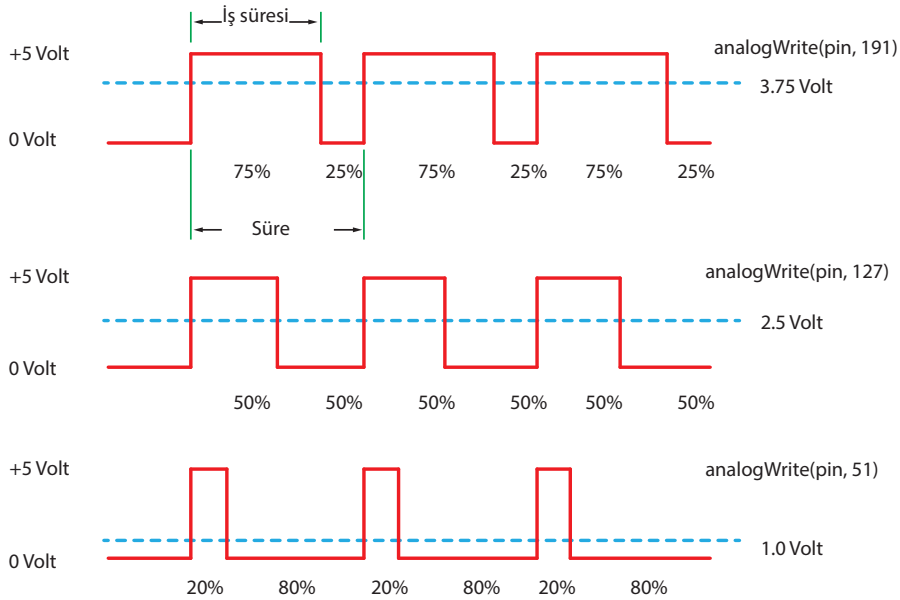 İş süresi
+5 Volt
analogWrite(pin, 191)
3.75 Volt
0 Volt
75% 25% 75% 25% 75% 25%
Süre
+5 Volt
analogWrite(pin, 127)
2.5 Volt
0 Volt
50% 50% 50% 50% 50% 50%
+5 Volt
analogWrite(pin, 51)
1.0 Volt
0 Volt
20% 80% 20% 80% 20% 80%